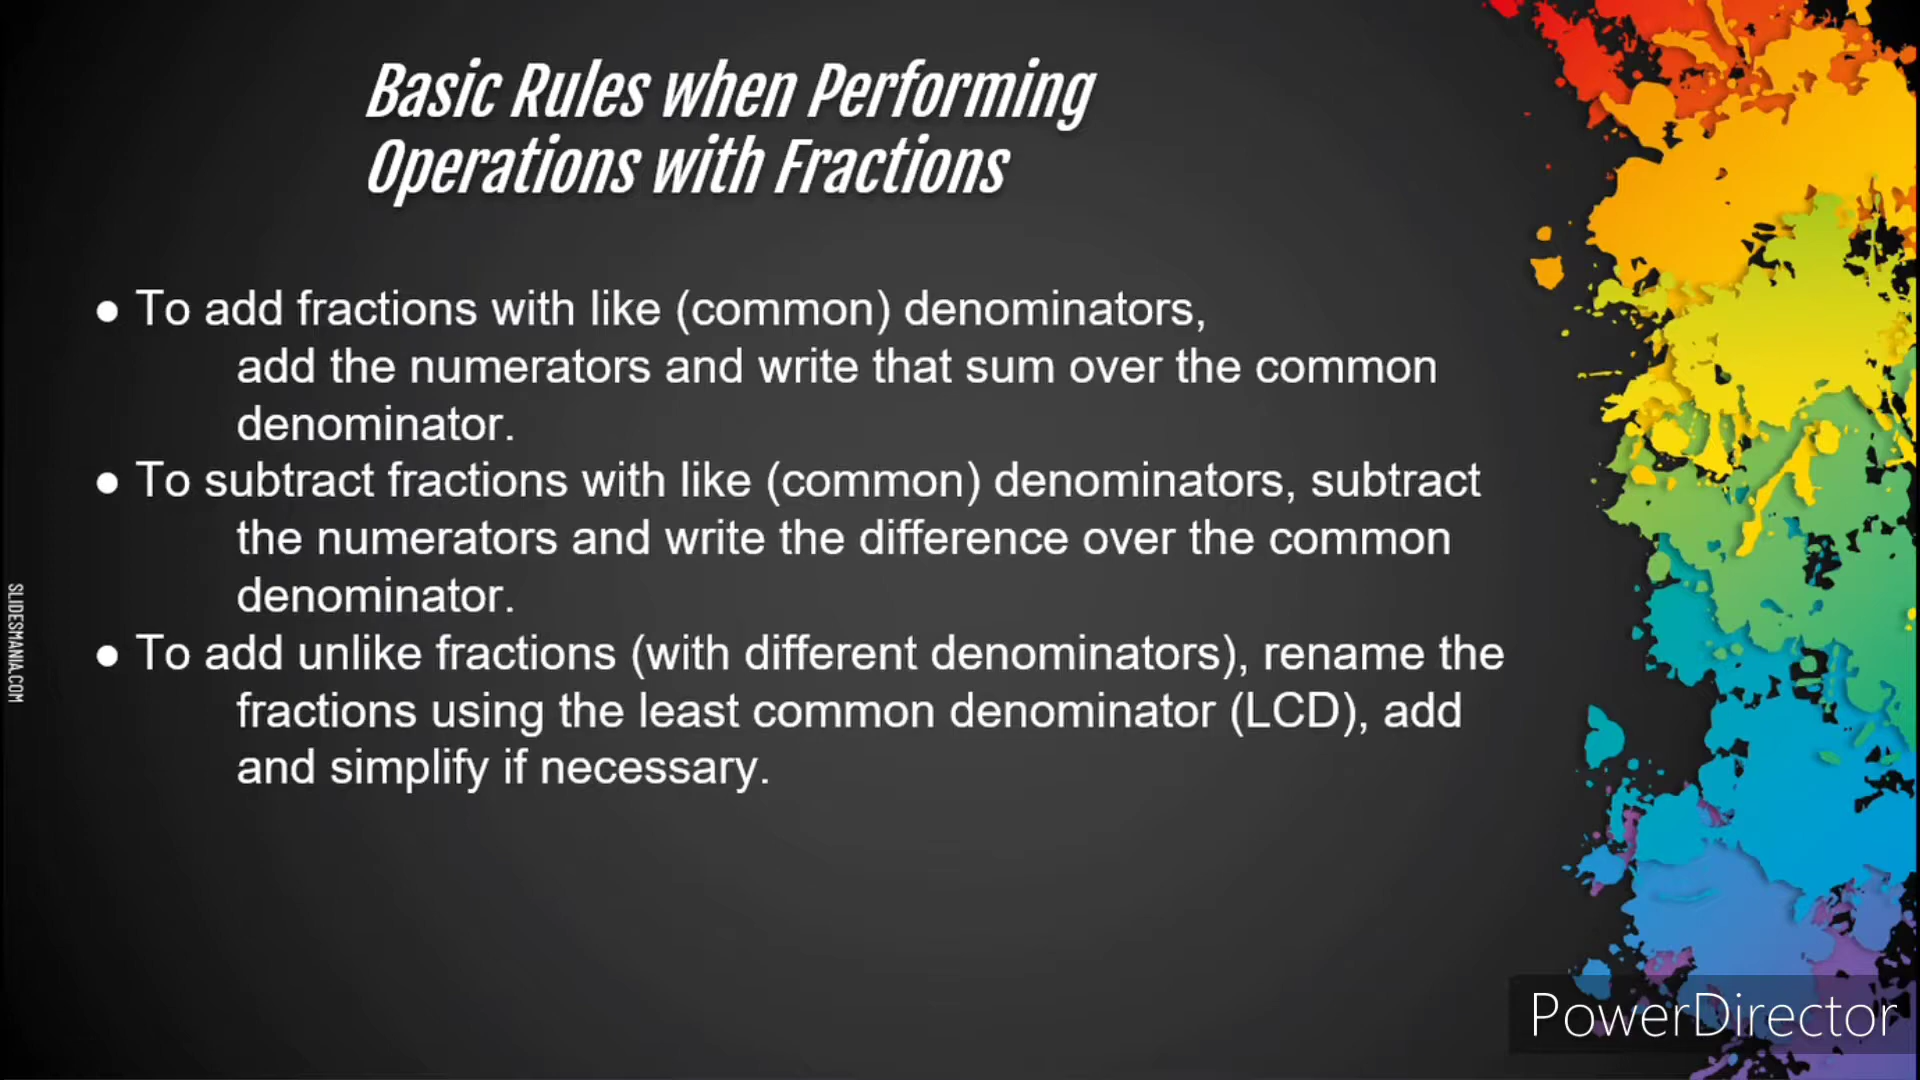 Basic Rules when Performing
Operations with Fractions
● To add fractions with like (common) denominators,
add the numerators and write that sum over the common
denominator.
● To subtract fractions with like (common) denominators, subtract
the numerators and write the difference over the common
denominator.
● To add unlike fractions (with different denominators), rename the
fractions using the least common denominator (LCD), add
and simplify if necessary.
SLIDESMANIA.COM
PowerDirector